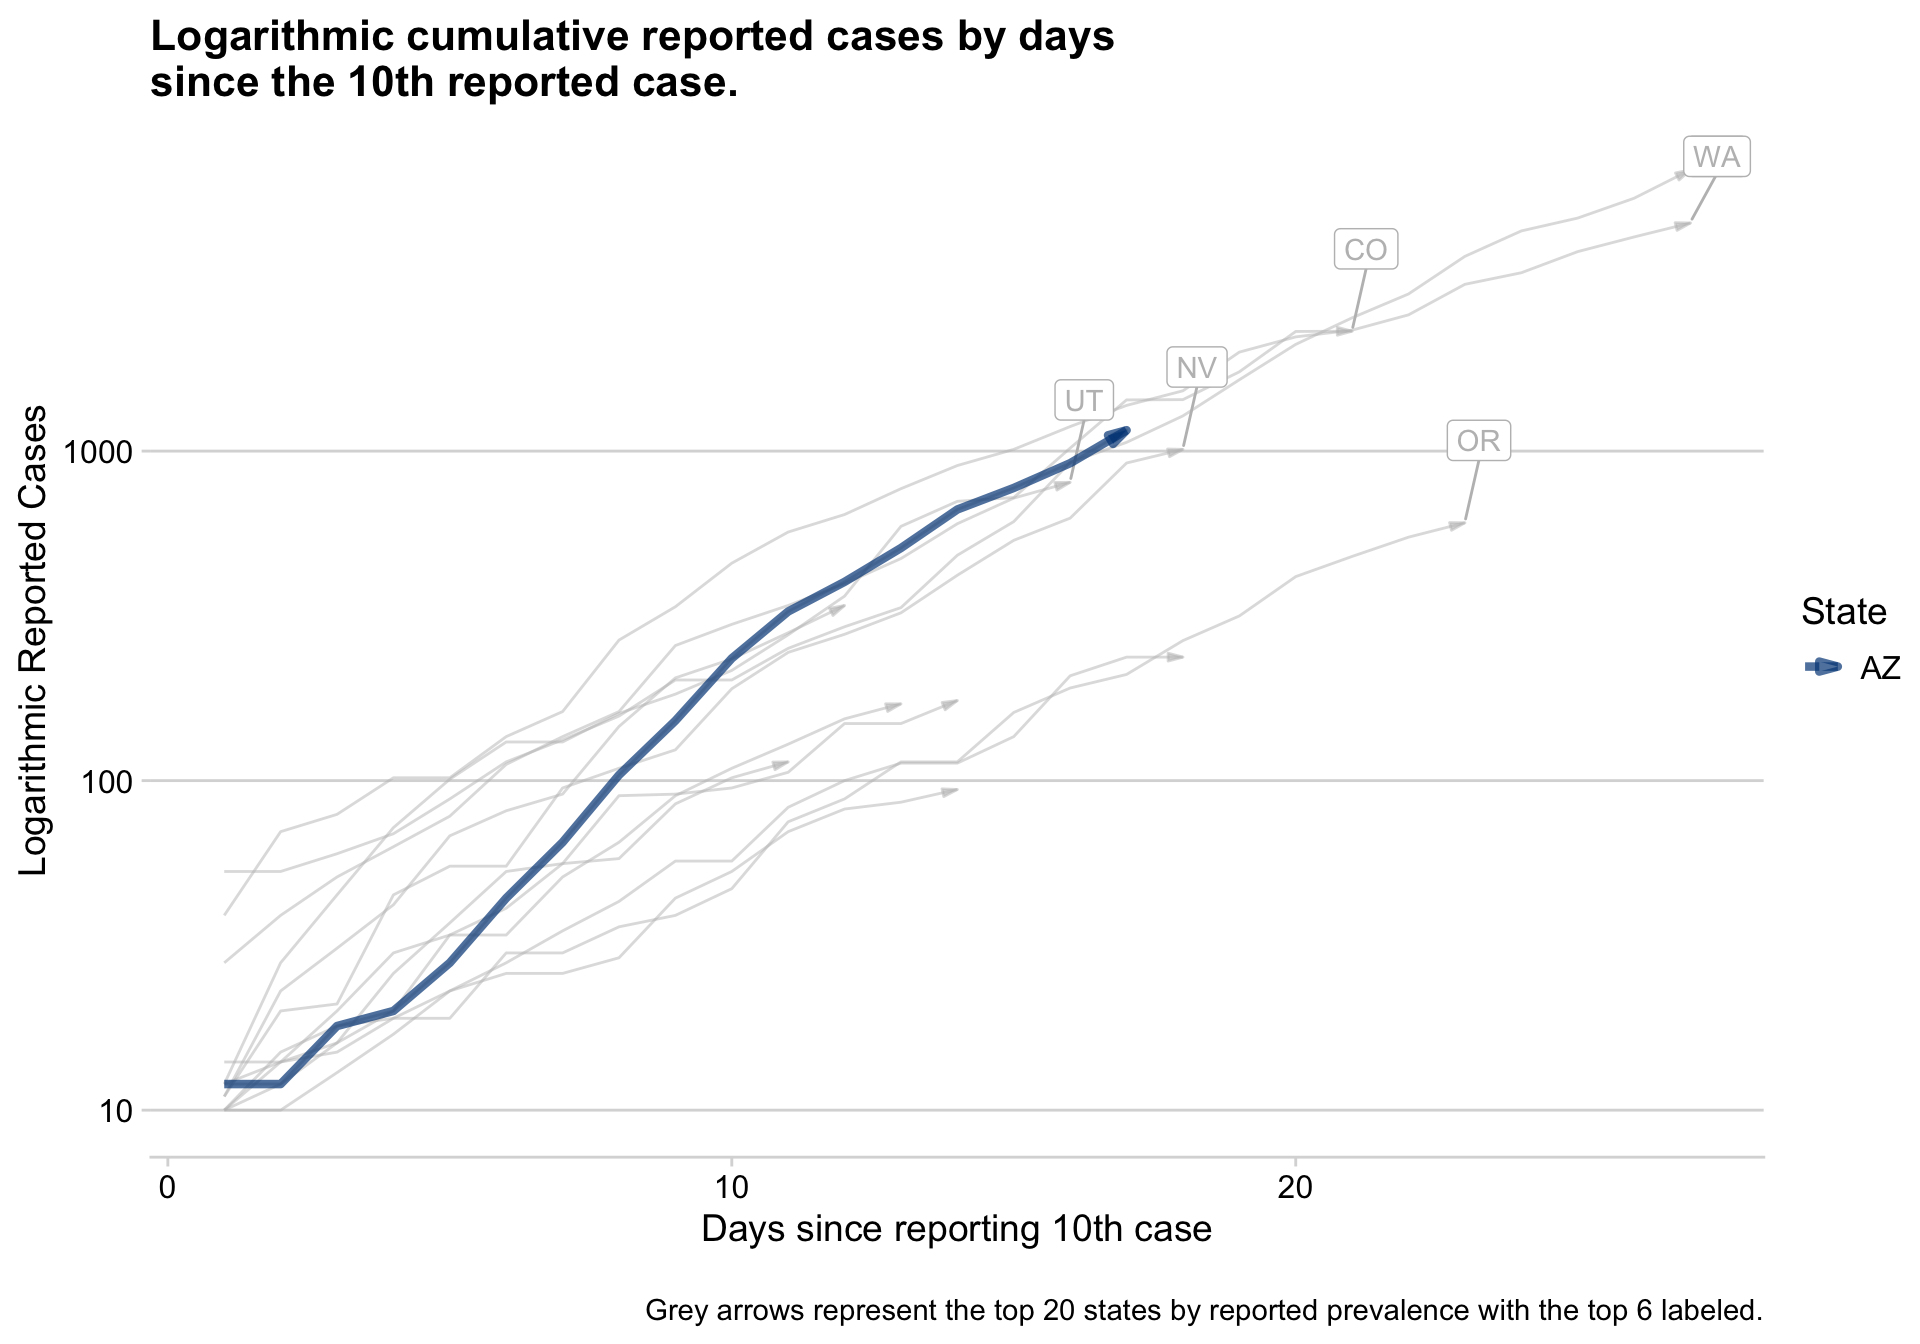 Logarithmic cumulative reported cases by days
since the 10th reported case.
WA
CO
NV
UT
OR
Logarithmic Reported Cases
1000
100
10
State
AZ
0
10
20
Days since reporting 10th case
Grey arrows represent the top 20 states by reported prevalence with the top 6 labeled.